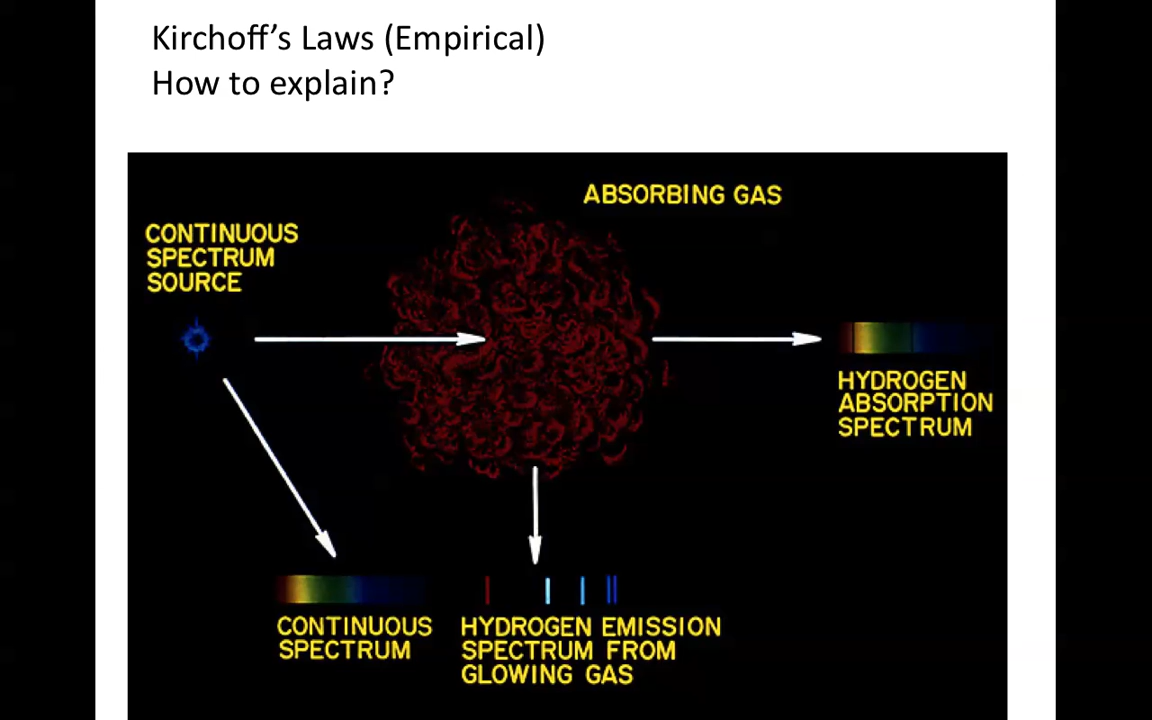 Kirchoff’s Laws (Empirical)
How to explain?
ABSORBING GAS
CONTINUOUS
SPECTRUM
SOURCE
HYDROGEN
ABSORPTION
SPECTRUM
CONTINUOUS
SPECTRUM
HYDROGEN EMISSION
SPECTRUM FROM
GLOWING GAS